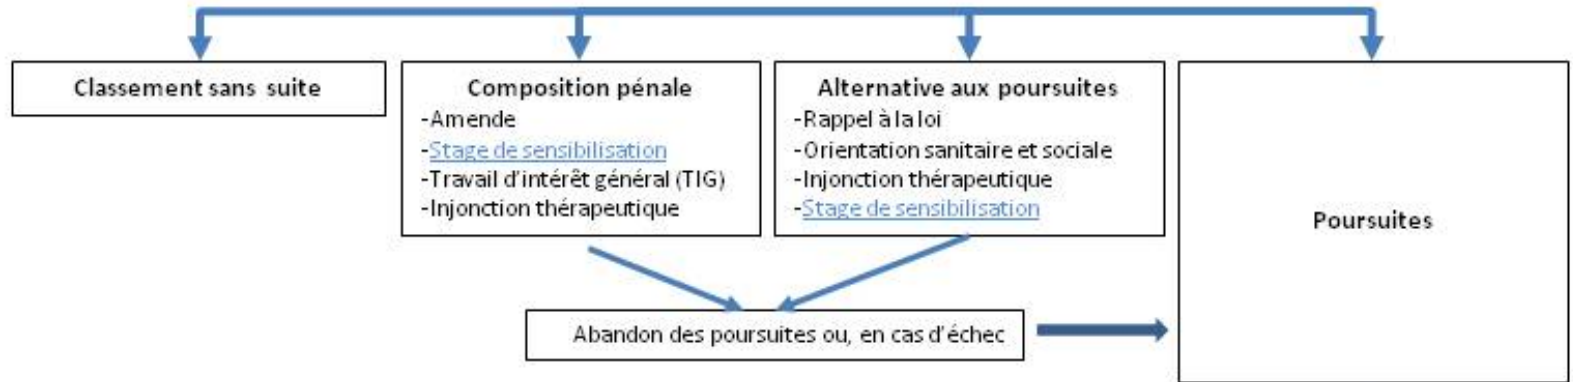 Classement sans suite
Composition pénale
-Amende
-Stage de sensibilisation
-Travail d'intérêt général (TIG)
-Injonction thérapeutique
Alternative aux poursuites
-Rappel à la loi
-Orientation sanitaire et sociale
-Injonction thérapeutique
-Stage de sensibilisation
Poursuites
Abandon des poursuites ou, en cas d'échec